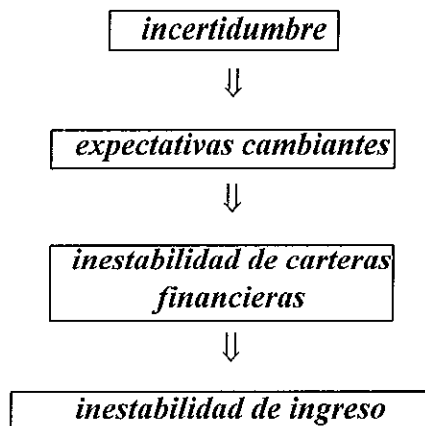 incertidumbre
⇓
expectativas cambiantes
⇓
inestabilidad de carteras
financieras
⇓
inestabilidad de ingreso